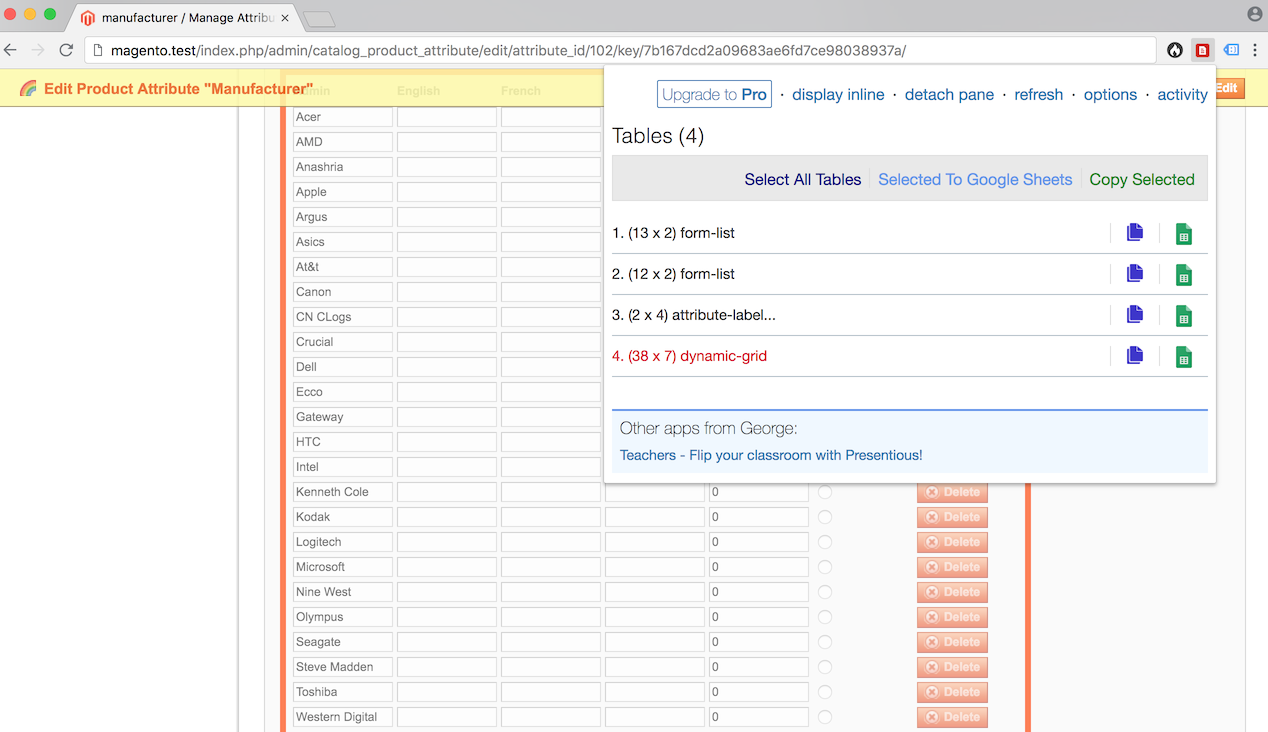 manufacturer / Manage Attribu
magento.test/index.php/admin/catalog_product_attribute/edit/attribute_id/102/key/7b167dcd2a09683ae6fd7ce98038937a/
Edit Product Attribute "Manufacturer"
English
French
Edit
Upgrade to Pro · display inline · detach pane · refresh · options · activity
Tables (4)
Select All Tables Selected To Google Sheets Copy Selected
1. (13 x 2) form-list
2. (12 x 2) form-list
3. (2 x 4) attribute-label...
4. (38 x 7) dynamic-grid
Other apps from George:
Teachers - Flip your classroom with Presentious!
Acer
AMD
Anashria
Apple
Argus
Asics
At&t
Canon
CN CLogs
Crucial
Dell
Ecco
Gateway
HTC
Intel
Kenneth Cole 0 Delete
Kodak 0 Delete
Logitech 0 Delete
Microsoft 0 Delete
Nine West 0 Delete
Olympus 0 Delete
Seagate 0 Delete
Steve Madden 0 Delete
Toshiba 0 Delete
Western Digital 0 Delete